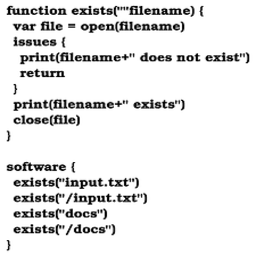 function exists(""filename) {
var file = open(filename)
issues {
print(filename+" does not exist")
return
}
print(filename+" exists")
close(file)
}
software {
exists("input.txt")
exists("/input.txt")
exists("docs")
exists("/docs")
}